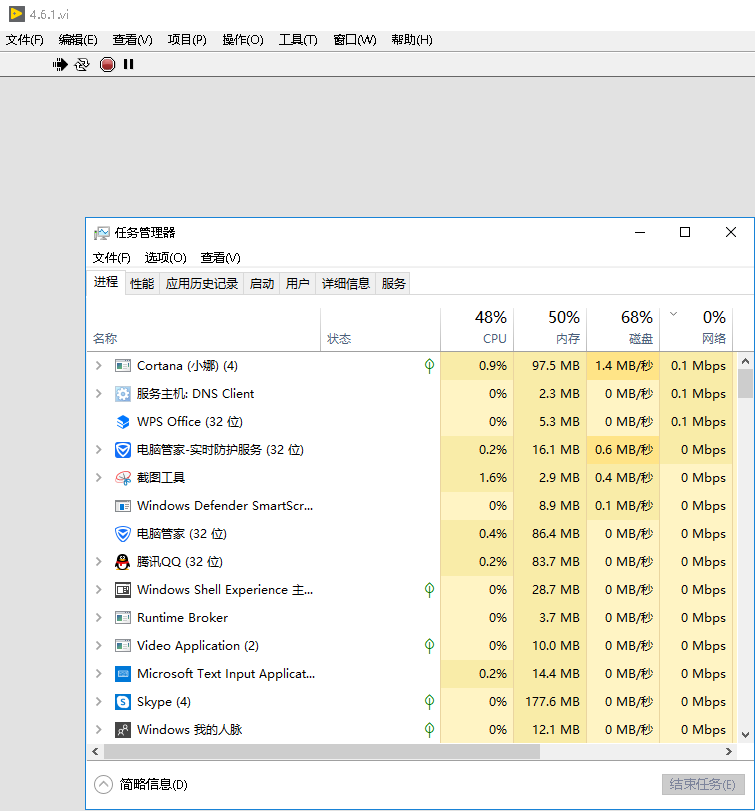 4.6.1.vi
文件(F) 编辑(E) 查看(V) 项目(P) 操作(O) 工具(T) 窗口(W) 帮助(H)
任务管理器
文件(F) 选项(O) 查看(V)
进程 性能 应用历史记录 启动 用户 详细信息 服务
48% 50% 68% 0%
名称 状态 CPU 内存 磁盘 网络
Cortana (小娜) (4) 0.9% 97.5 MB 1.4 MB/秒 0.1 Mbps
服务主机: DNS Client 0% 2.3 MB 0 MB/秒 0.1 Mbps
WPS Office (32 位) 0% 5.3 MB 0 MB/秒 0.1 Mbps
电脑管家-实时防护服务 (32 位) 0.2% 16.1 MB 0.6 MB/秒 0 Mbps
截图工具 1.6% 2.9 MB 0.4 MB/秒 0 Mbps
Windows Defender SmartScr... 0% 8.9 MB 0.1 MB/秒 0 Mbps
电脑管家 (32 位) 0.4% 86.4 MB 0 MB/秒 0 Mbps
腾讯QQ (32 位) 0.2% 83.7 MB 0 MB/秒 0 Mbps
Windows Shell Experience 主... 0% 28.7 MB 0 MB/秒 0 Mbps
Runtime Broker 0% 3.7 MB 0 MB/秒 0 Mbps
Video Application (2) 0% 10.0 MB 0 MB/秒 0 Mbps
Microsoft Text Input Applicat... 0.2% 14.4 MB 0 MB/秒 0 Mbps
Skype (4) 0% 177.6 MB 0 MB/秒 0 Mbps
Windows 我的人脉 0% 12.1 MB 0 MB/秒 0 Mbps
简略信息(D) 结束任务(E)